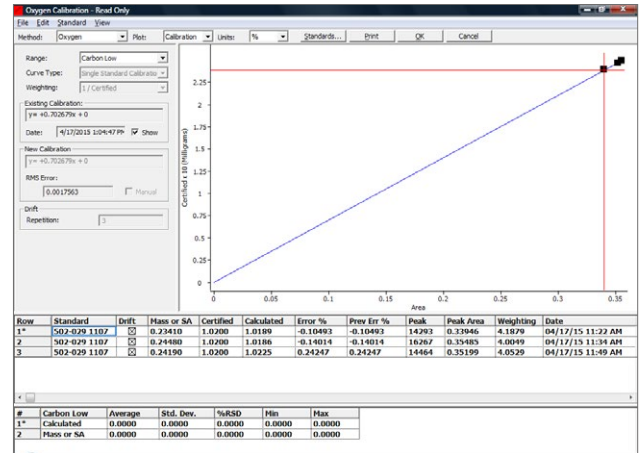 Oxygen Calibration - Read Only
File Edit Standard View
Method: Oxygen Plot: Calibration Units: % Standards... Print OK Cancel
Range: Carbon Low
Curve Type: Single Standard Calibratio
Weighting: 1 / Certified
Existing Calibration:
y= +0.702679x + 0
Date: 4/17/2015 1:04:47 PM Show
New Calibration
y= +0.702679x + 0
RMS Error:
0.0017563 Manual
Drift
Repetition: 3
Certified x 10 (Milligrams)
2.25
2
1.75
1.5
1.25
1
0.75
0.5
0.25
0
0 0.05 0.1 0.15 0.2 0.25 0.3 0.35
Area
Row Standard Drift Mass or SA Certified Calculated Error % Prev Err % Peak Peak Area Weighting Date
1* 502-029 1107 0.23410 1.0200 1.0189 -0.10493 -0.10493 14293 0.33946 4.1879 04/17/15 11:22 AM
2 502-029 1107 0.24480 1.0200 1.0186 -0.14014 -0.14014 16267 0.35485 4.0049 04/17/15 11:34 AM
3 502-029 1107 0.24190 1.0200 1.0225 0.24247 0.24247 14464 0.35199 4.0529 04/17/15 11:49 AM
# Carbon Low Average Std. Dev. %RSD Min Max
1* Calculated 0.0000 0.0000 0.0000 0.0000 0.0000
2 Mass or SA 0.0000 0.0000 0.0000 0.0000 0.0000